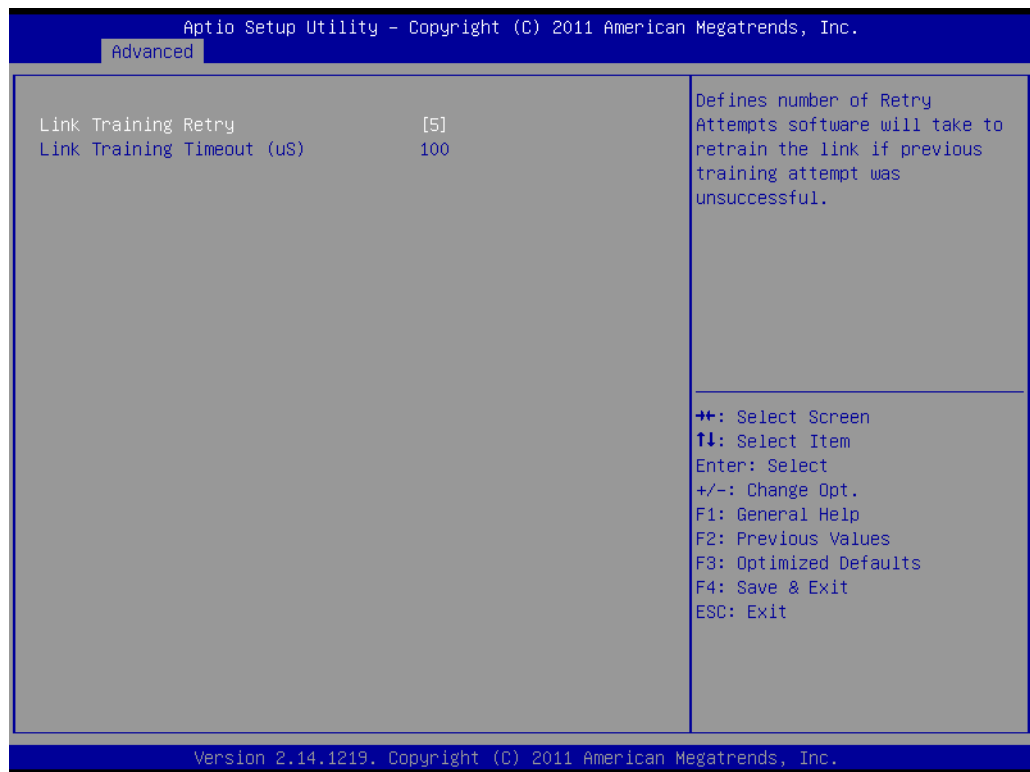 Aptio Setup Utility – Copyright (C) 2011 American Megatrends, Inc.
Advanced
Link Training Retry [5]
Link Training Timeout (uS) 100
Defines number of Retry
Attempts software will take to
retrain the link if previous
training attempt was
unsuccessful.
→←: Select Screen
↑↓: Select Item
Enter: Select
+/-: Change Opt.
F1: General Help
F2: Previous Values
F3: Optimized Defaults
F4: Save & Exit
ESC: Exit
Version 2.14.1219. Copyright (C) 2011 American Megatrends, Inc.